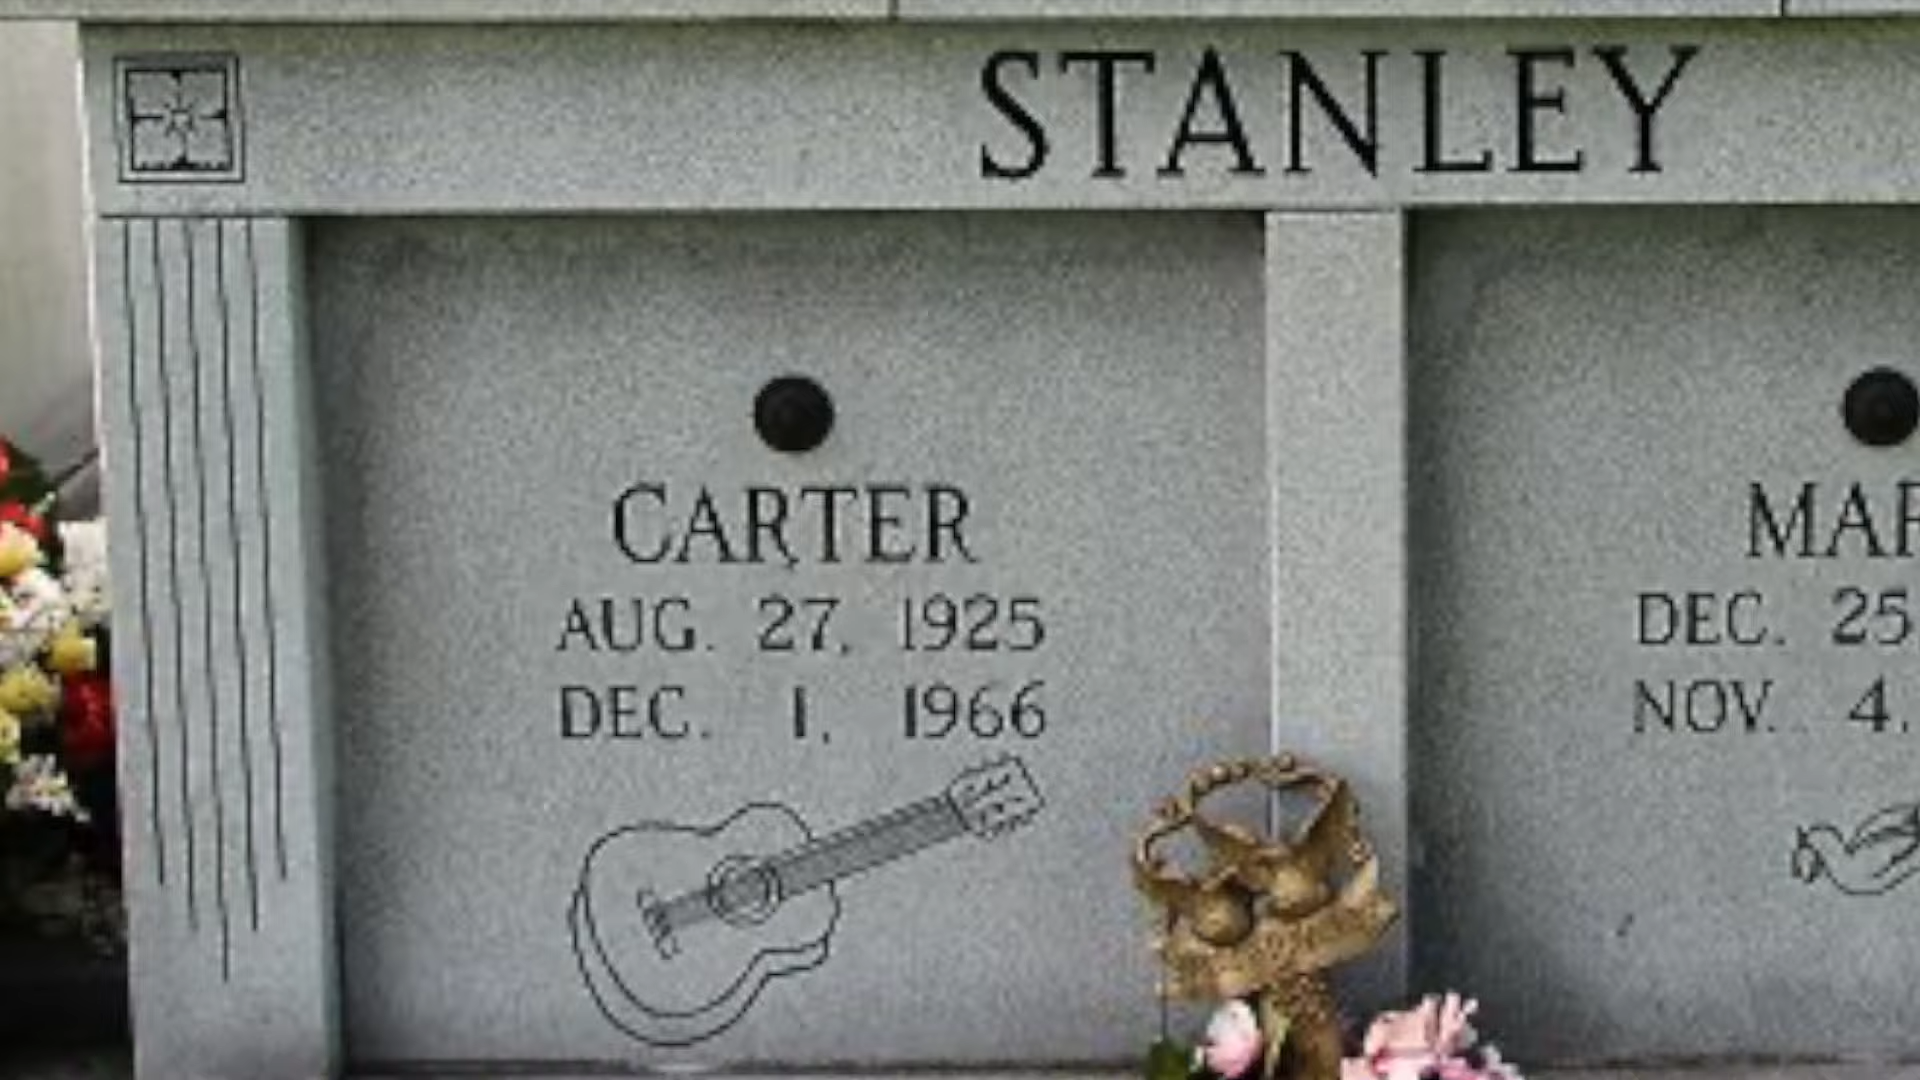 STANLEY
CARTER
AUG. 27, 1925
DEC. 1, 1966
DEC. 25
NOV. 4,